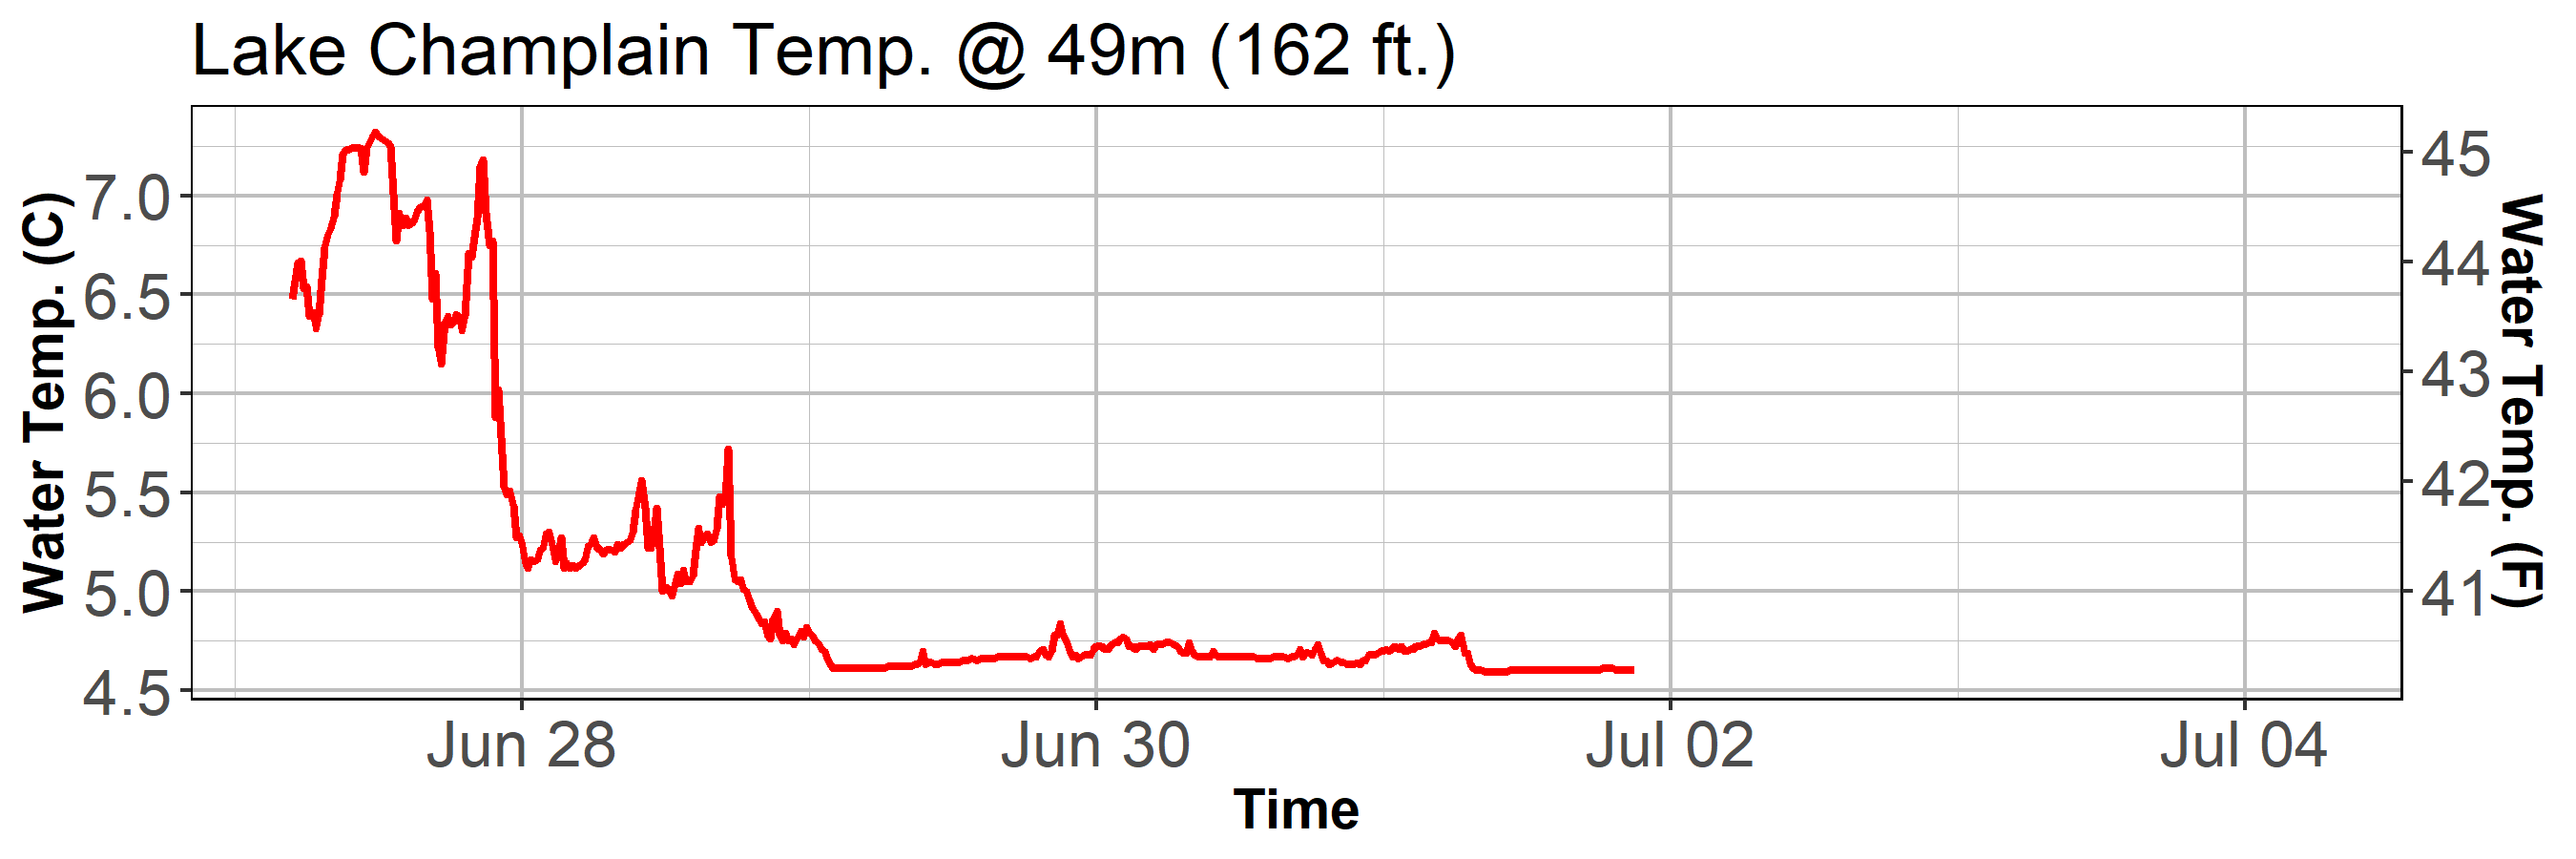 Lake Champlain Temp. @ 49m (162 ft.)
Water Temp. (C)
7.0
6.5
6.0
5.5
5.0
4.5
45
44
43
42
41
Water Temp. (F)
Jun 28 Jun 30 Jul 02 Jul 04
Time